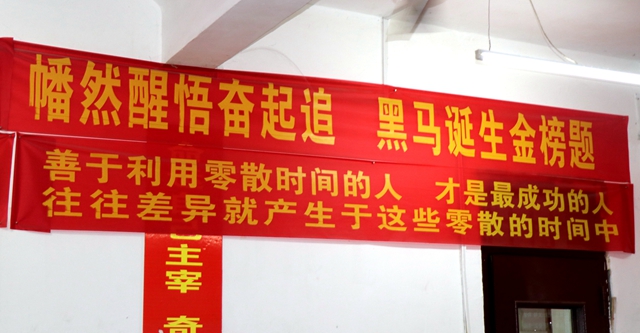 幡然醒悟奋起追 黑马诞生金榜题
善于利用零散时间的人 才是最成功的人
往往差异就产生于这些零散的时间中
主宰 奇